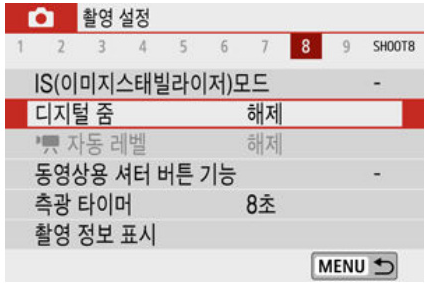 촬영 설정
1 2 3 4 5 6 7 8 9 SHOOT8
IS(이미지스태빌라이저)모드 -
디지털 줌 해제
자동 레벨 해제
동영상용 셔터 버튼 기능 -
측광 타이머 8초
촬영 정보 표시
MENU